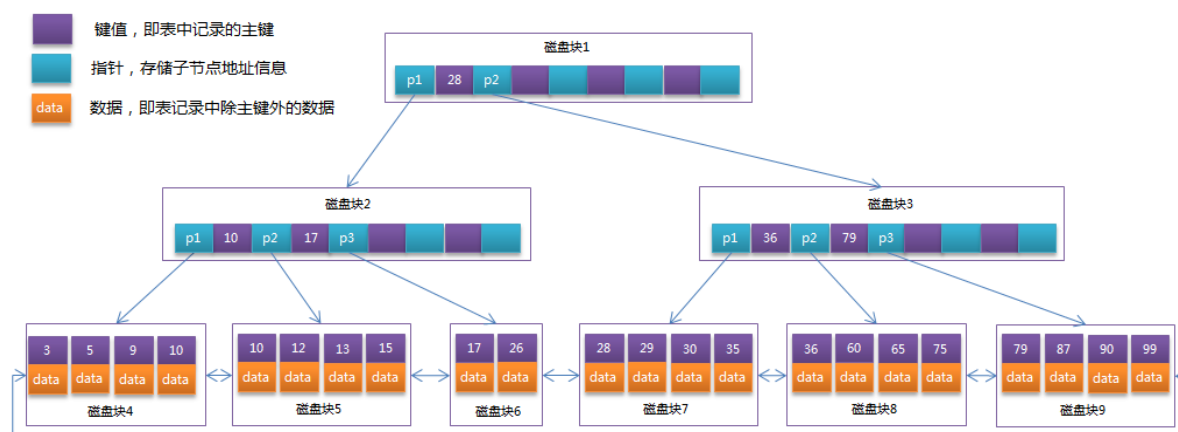 键值，即表中记录的主键
指针，存储子节点地址信息
data 数据，即表记录中除主键外的数据
磁盘块1
p1 28 p2
磁盘块2
p1 10 p2 17 p3
磁盘块3
p1 36 p2 79 p3
3 5 9 10
data data data data
磁盘块4
10 12 13 15
data data data data
磁盘块5
17 26
data data
磁盘块6
28 29 30 35
data data data data
磁盘块7
36 60 65 75
data data data data
磁盘块8
79 87 90 99
data data data data
磁盘块9